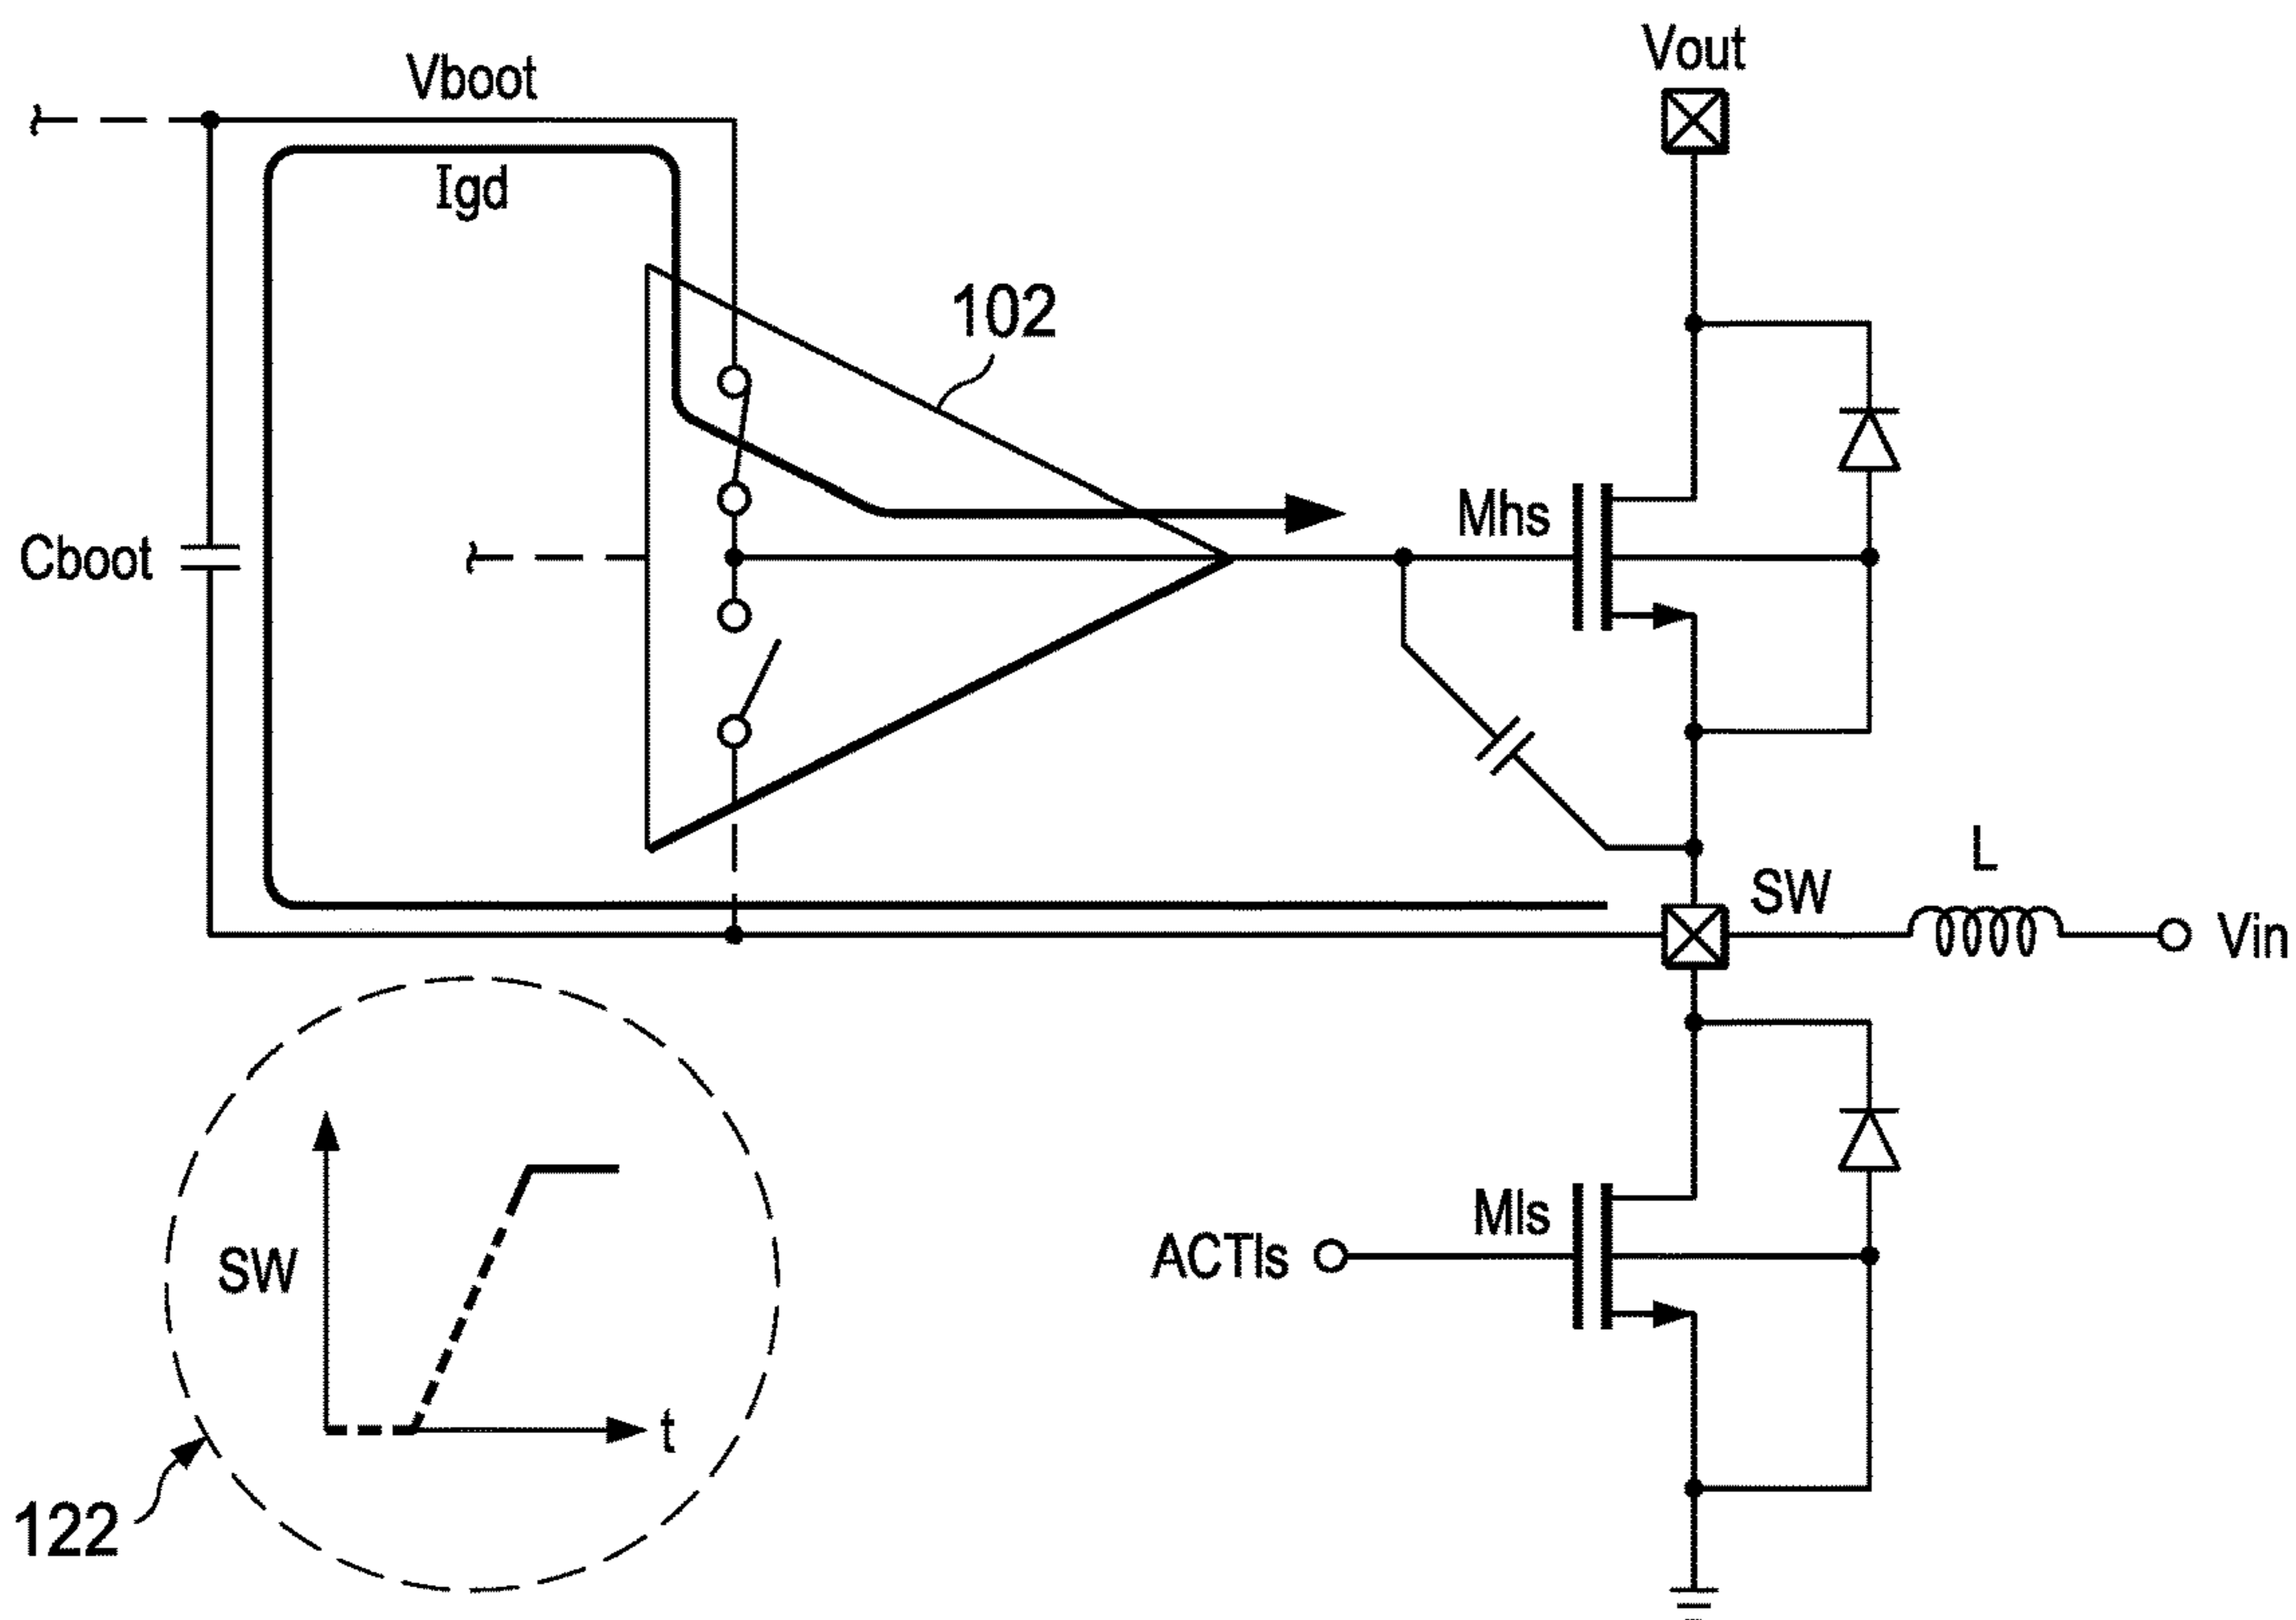 Vout
Vboot
Igd
102
Mhs
Cboot
L
SW
Vin
Mls
ACTls
SW
t
122